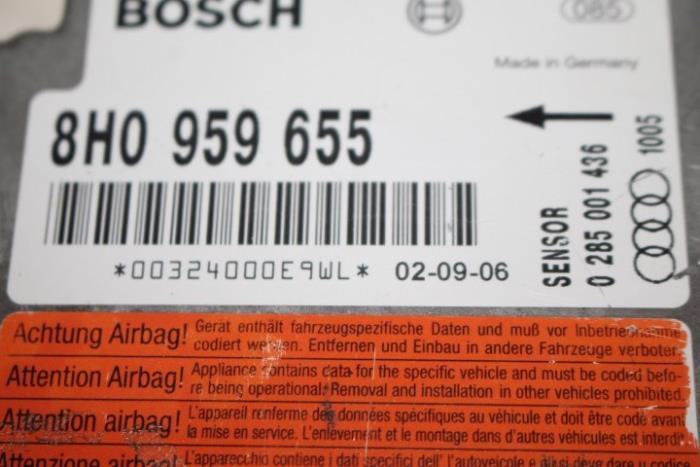 BOSCH
085
Made in Germany
8H0 959 655
*00324000E9WL* 02-09-06
SENSOR
0 285 001 436
1005
Achtung Airbag! Gerät enthält fahrzeugspezifische Daten und muß vor Inbetriebnahme
codiert werden. Entfernen und Einbau in andere Fahrzeuge verboten.
Attention Airbag! Appliance contains data for the specific vehicle and must be coded befo-
re being operational. Removal and installation in other vehicles prohibited.
Attention airbag! L'appareil renferme des données spécifiques au véhicule et doit être codé avant
la mise en service. L'enlèvement et le montage dans d'autres véhicules est interdit.
Attenzione airbag! L'apparecchio contiene i dati specifici dell' l'autoveicolo e